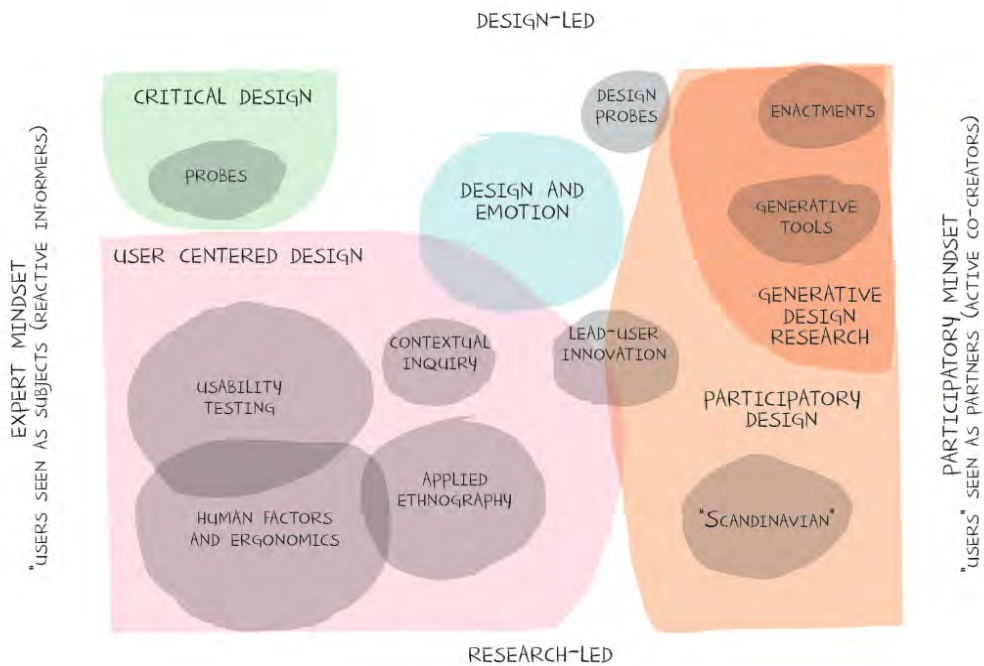 DESIGN-LED
CRITICAL DESIGN
PROBES
DESIGN
PROBES
ENACTMENTS
DESIGN AND
EMOTION
GENERATIVE
TOOLS
USER CENTERED DESIGN
GENERATIVE
DESIGN
RESEARCH
CONTEXTUAL
INQUIRY
LEAD-USER
INNOVATION
USABILITY
TESTING
PARTICIPATORY
DESIGN
APPLIED
ETHNOGRAPHY
HUMAN FACTORS
AND ERGONOMICS
"SCANDINAVIAN"
RESEARCH-LED
EXPERT MINDSET
"USERS SEEN AS SUBJECTS (REACTIVE INFORMERS)
PARTICIPATORY MINDSET
"USERS" SEEN AS PARTNERS (ACTIVE CO-CREATORS)